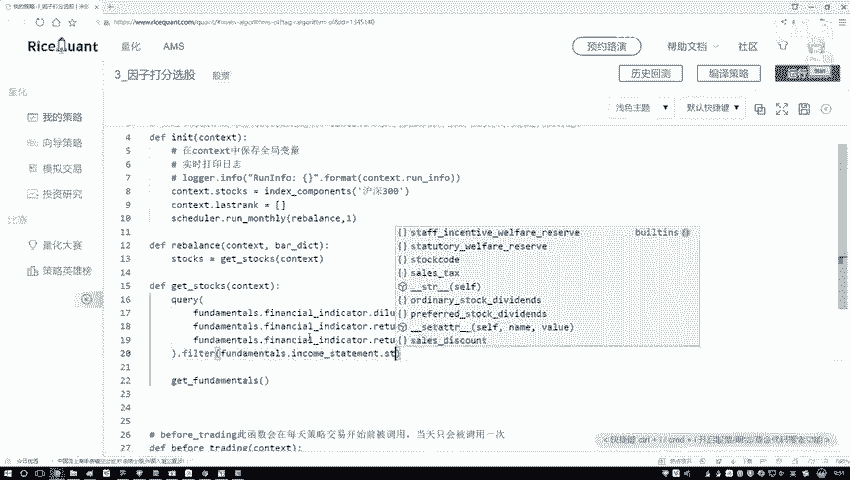 https://www.ricequant.com/quant/
RiceQuant
量化
AMS
预约路演
帮助文档
社区
3_因子打分选股
股票
历史回测
编译策略
量化
我的策略
向导策略
模拟交易
投资研究
比赛
量化大赛
策略英雄榜
浅色主题
默认快捷键
4 def init(context):
5 # 在context中保存全局变量
6 # 实时打印日志
7 # logger.info("RunInfo: {}".format(context.run_info))
8 context.stocks = index_components('沪深300')
9 context.lastrank = []
10 scheduler.run_monthly(rebalance,1)
11
12 def rebalance(context, bar_dict):
13 stocks = get_stocks(context)
14
15 def get_stocks(context):
16 query(
17 fundamentals.financial_indicator.dilu
18 fundamentals.financial_indicator.retu
19 fundamentals.financial_indicator.retu
20 ).filter(fundamentals.income_statement.st)
21
22 get_fundamentals()
23
24
25
26 # before_trading此函数会在每天策略交易开始前被调用，当天只会被调用一次
27 def before_trading(context):
staff_incentive_welfare_reserve builtins
statutory_welfare_reserve
stockcode
sales_tax
__str__(self)
ordinary_stock_dividends
preferred_stock_dividends
__setattr__(self, name, value)
sales_discount
9:51